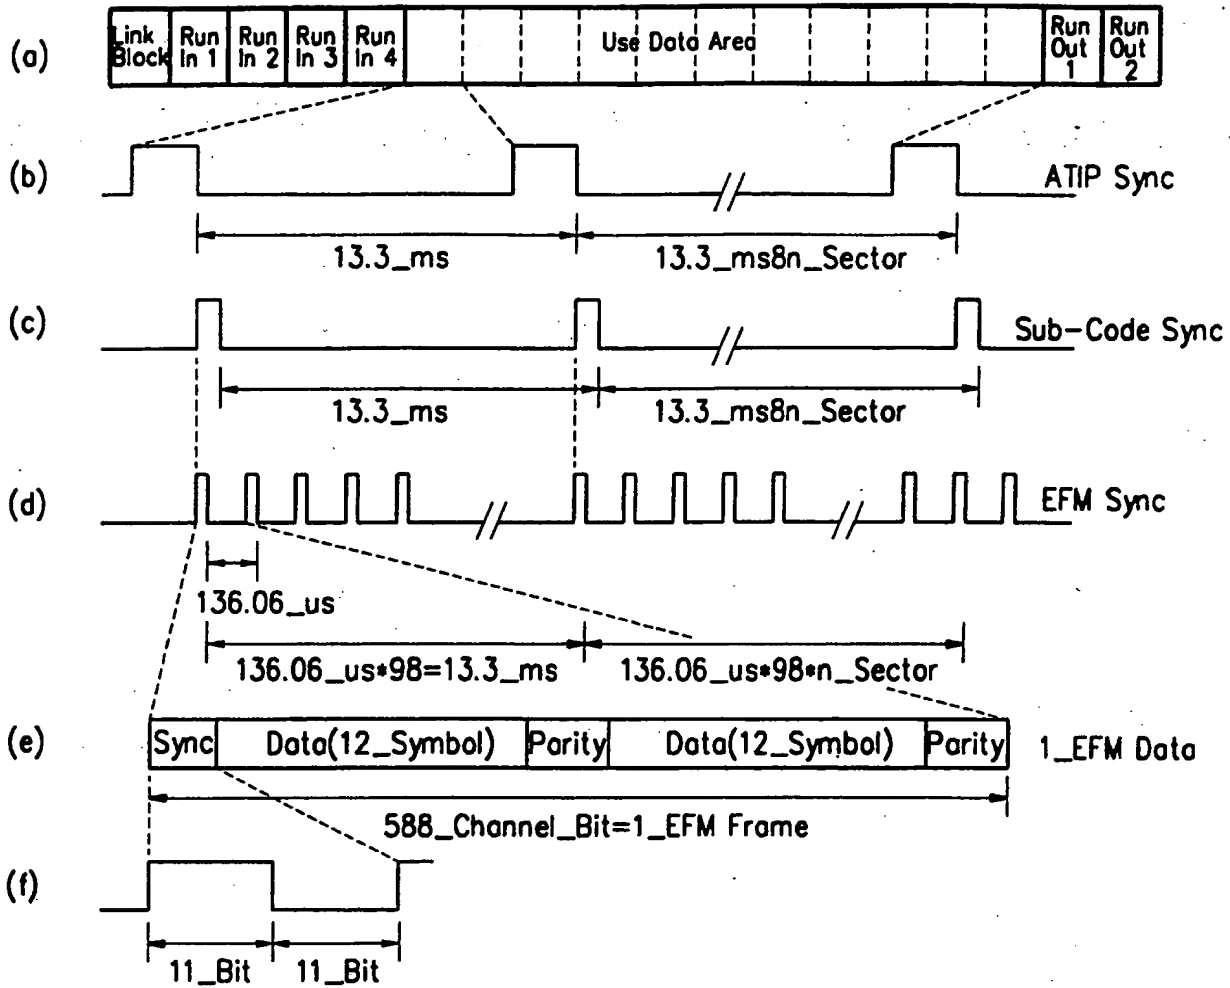 (a)
Link Block
Run In 1
Run In 2
Run In 3
Run In 4
Use Data Area
Run Out 1
Run Out 2
(b)
ATIP Sync
13.3_ms
13.3_ms8n_Sector
(c)
Sub-Code Sync
13.3_ms
13.3_ms8n_Sector
(d)
EFM Sync
136.06_us
136.06_us*98=13.3_ms
136.06_us*98*n_Sector
(e)
Sync
Data(12_Symbol)
Parity
Data(12_Symbol)
Parity
1_EFM Data
588_Channel_Bit=1_EFM Frame
(f)
11_Bit
11_Bit